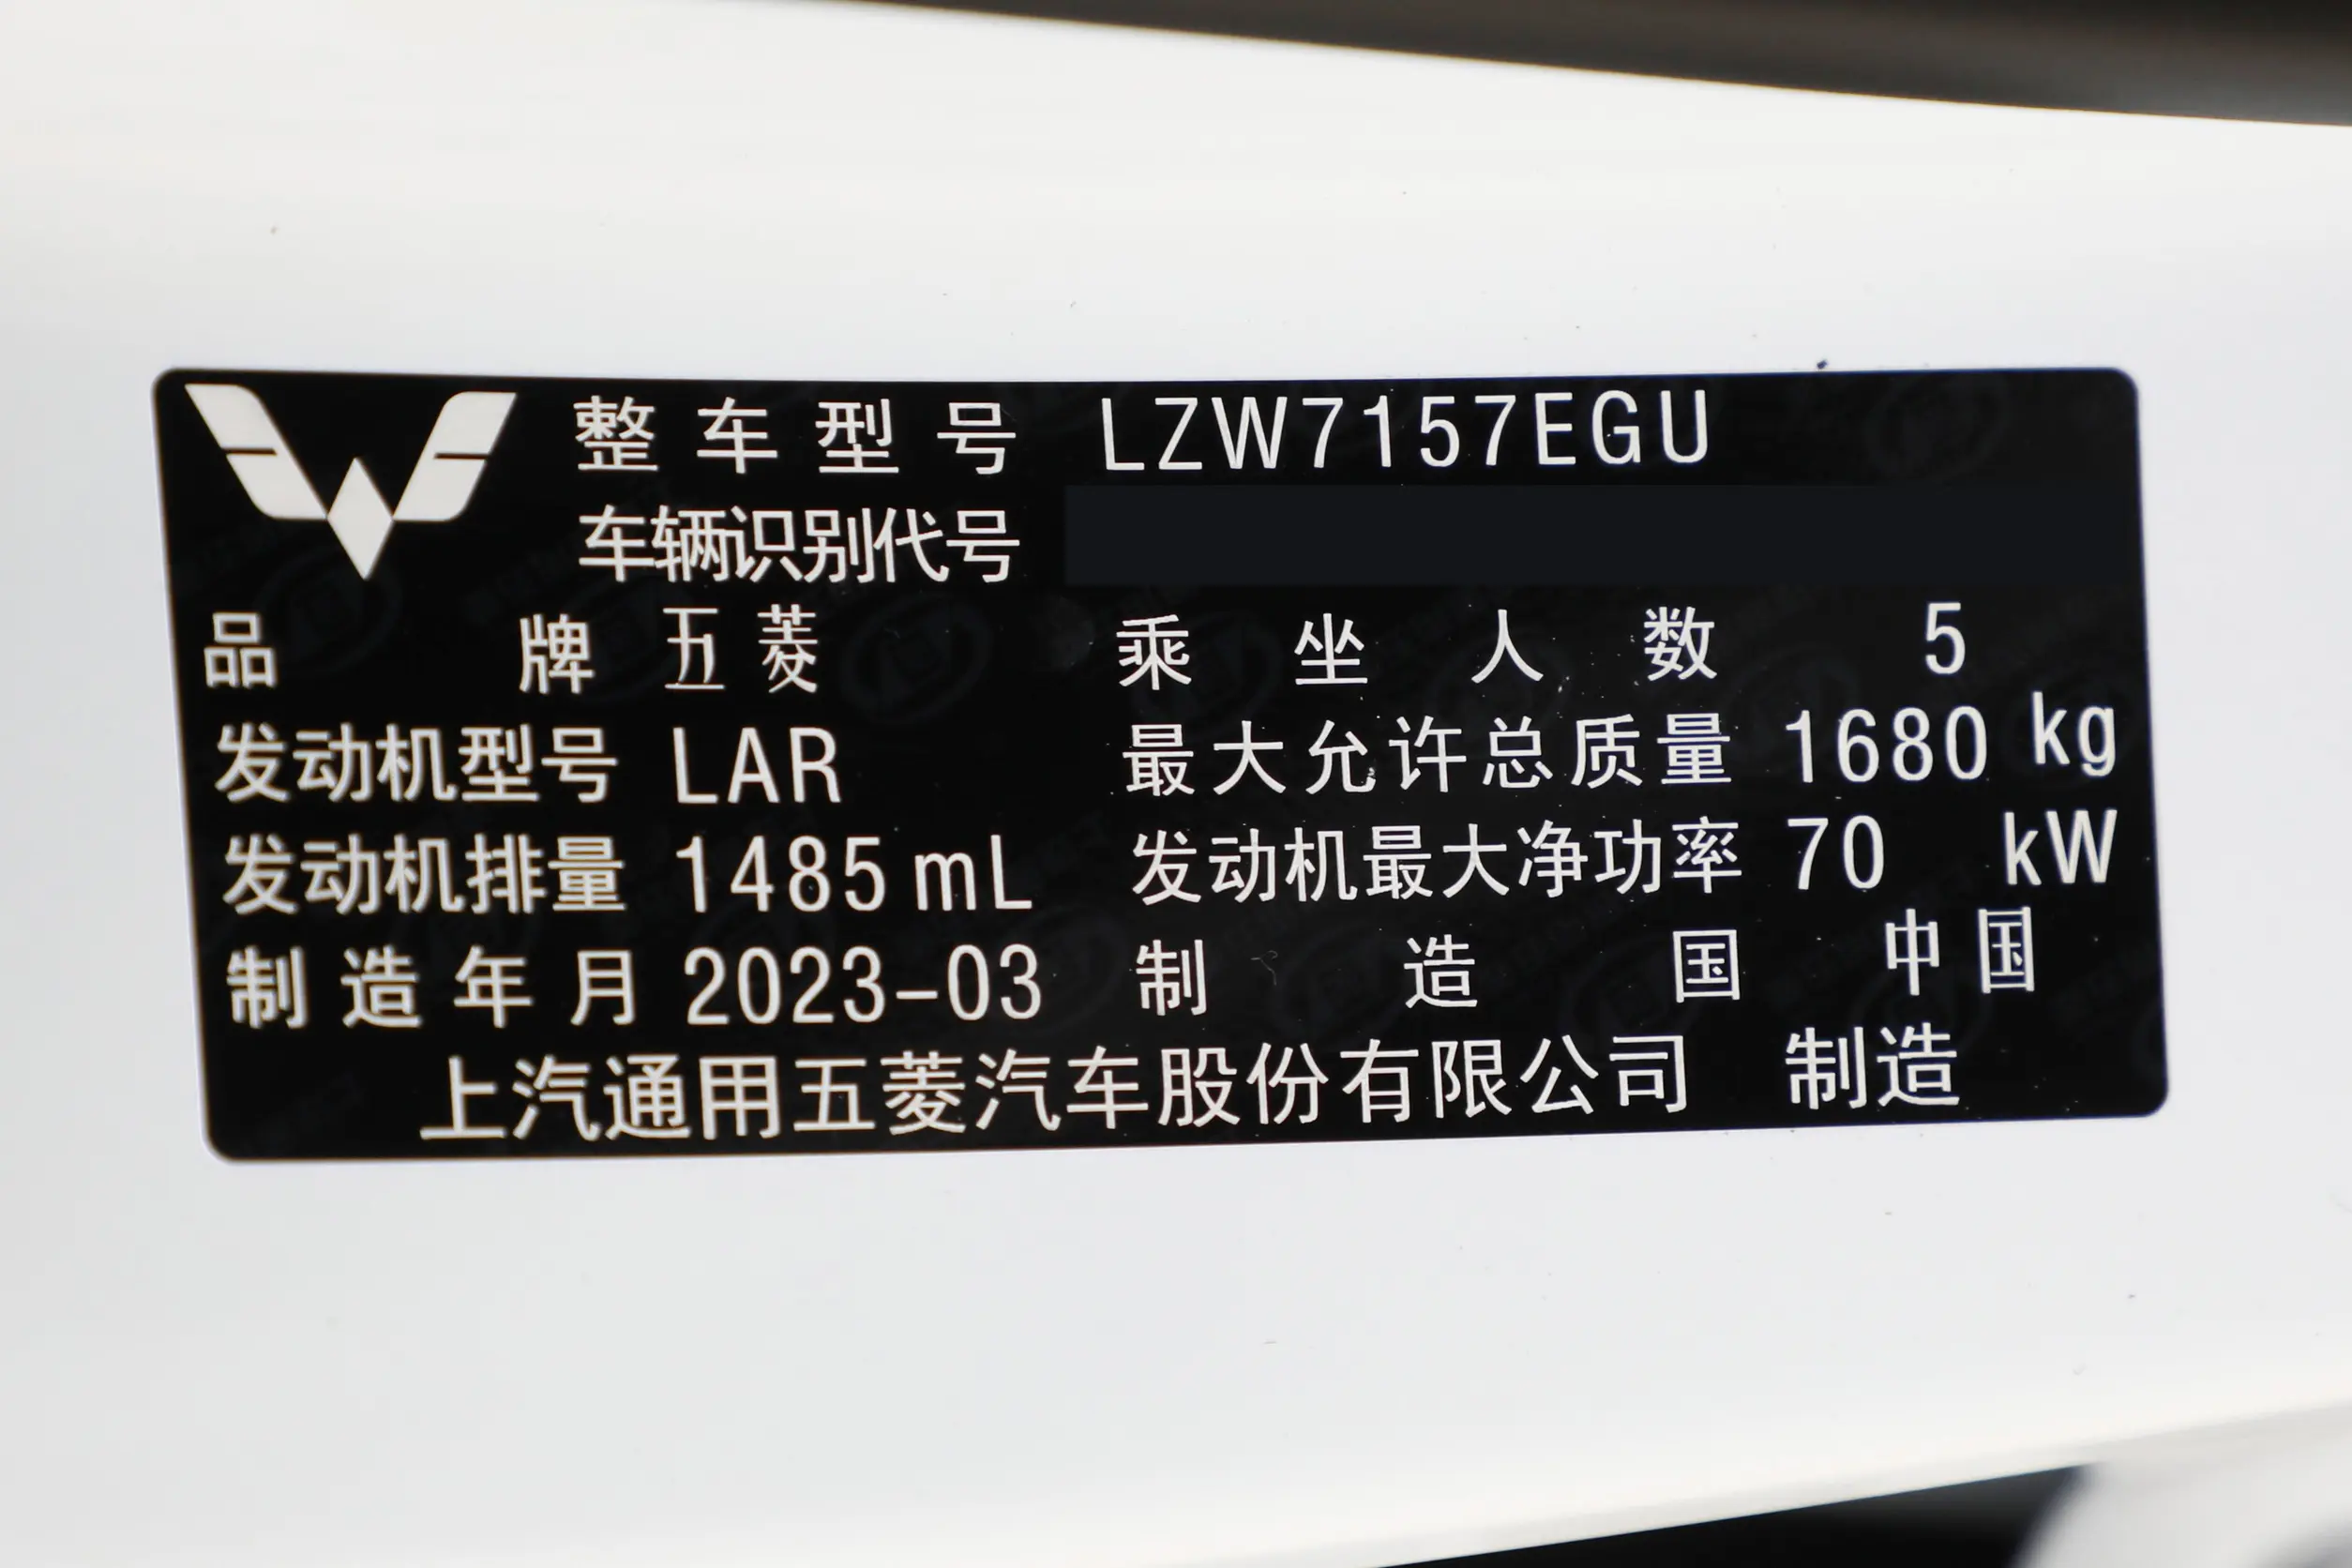 整车型号 LZW7157EGU
车辆识别代号
品牌 五菱 乘坐人数 5
发动机型号 LAR 最大允许总质量 1680 kg
发动机排量 1485 mL 发动机最大净功率 70 kW
制造年月 2023-03 制造国 中国
上汽通用五菱汽车股份有限公司 制造